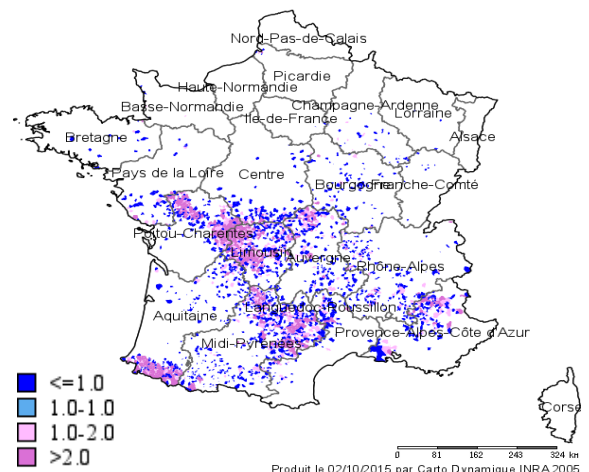 Nord-Pas-de-Calais
Picardie
Haute-Normandie
Basse-Normandie
Champagne-Ardenne
Lorraine
Ile-de-France
Alsace
Bretagne
Pays de la Loire
Centre
Bourgogne
Franche-Comté
Poitou-Charentes
Limousin
Auvergne
Rhône-Alpes
Aquitaine
Languedoc-Roussillon
Provence-Alpes-Côte d'Azur
Midi-Pyrénées
Corse
<=1.0
1.0-1.0
1.0-2.0
>2.0
0 81 162 243 324 km
Produit le 02/10/2015 par Carto Dynamique INRA 2005